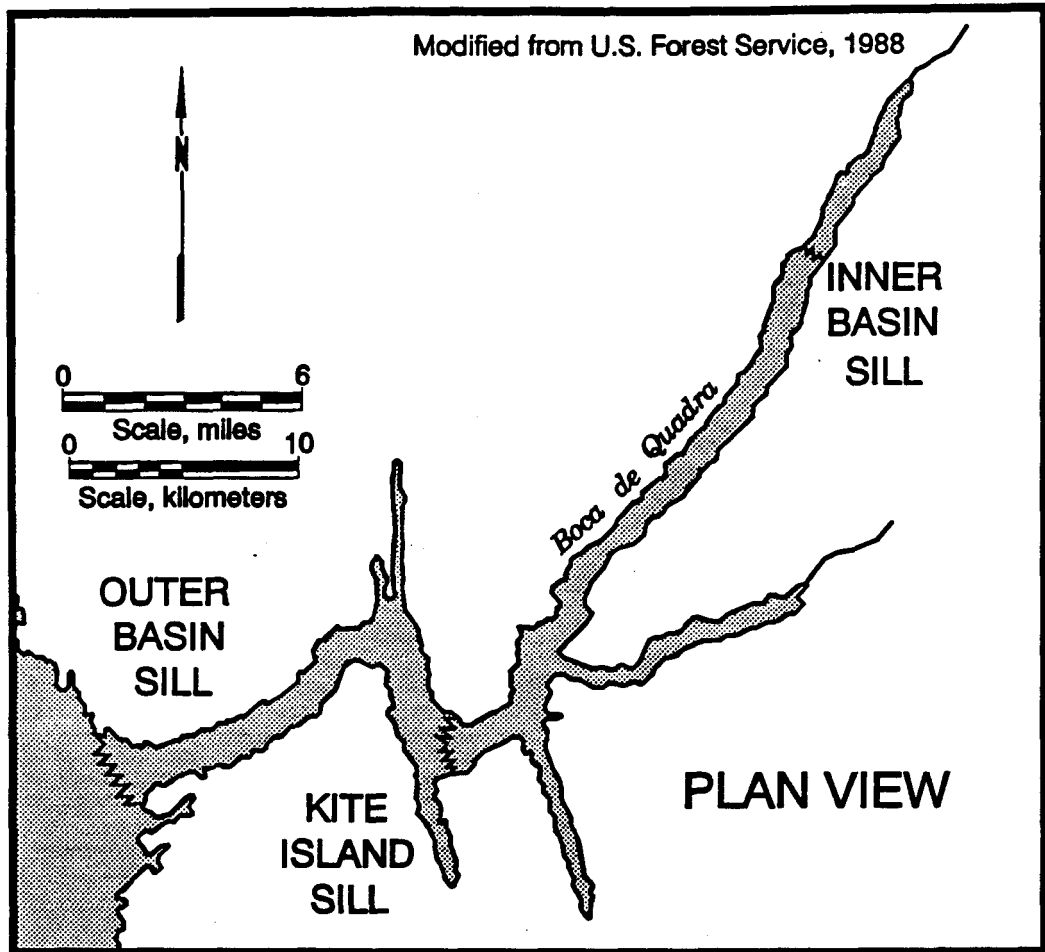 Modified from U.S. Forest Service, 1988
N
INNER
BASIN
SILL
0 6
Scale, miles
0 10
Scale, kilometers
Boca de Quadra
OUTER
BASIN
SILL
KITE
ISLAND
SILL
PLAN VIEW